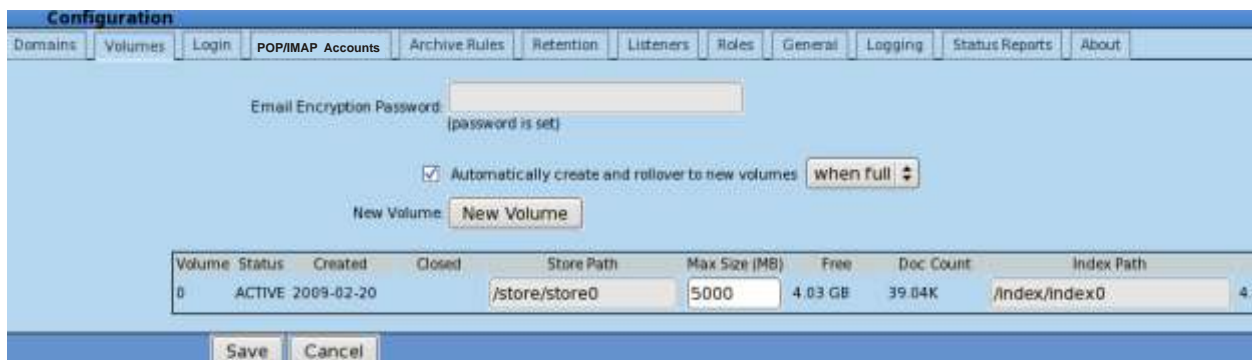 Configuration
Domains Volumes Login POP/IMAP Accounts Archive Rules Retention Listeners Roles General Logging Status Reports About
Email Encryption Password
(password is set)
Automatically create and rollover to new volumes when full
New Volume New Volume
Volume Status Created Closed Store Path Max Size (MB) Free Doc Count Index Path
0 ACTIVE 2009-02-20 /store/store0 5000 4.03 GB 39.04K /index/index0 4.
Save Cancel